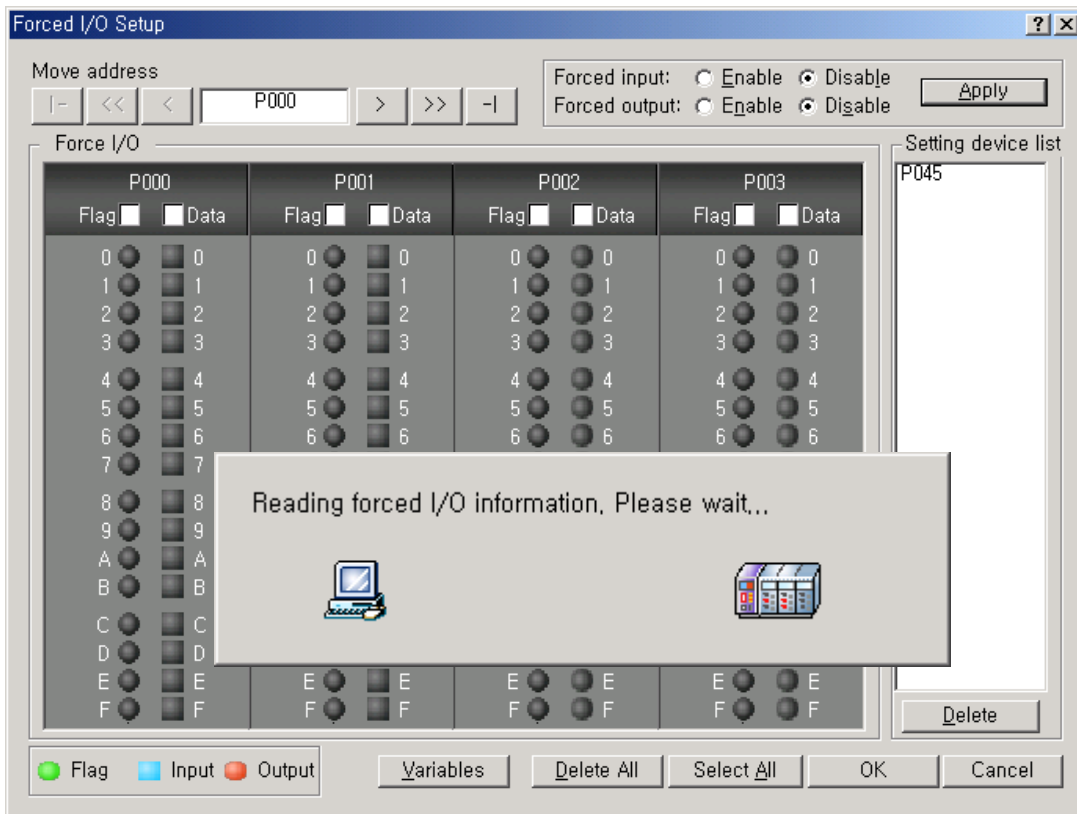 Forced I/O Setup
Move address
|- << < P000 > >> -|
Forced input: Enable Disable
Forced output: Enable Disable
Apply
Force I/O
Setting device list
P000 P001 P002 P003
Flag Data Flag Data Flag Data Flag Data
P045
0 0 0 0 0 0 0 0
1 1 1 1 1 1 1 1
2 2 2 2 2 2 2 2
3 3 3 3 3 3 3 3
4 4 4 4 4 4 4 4
5 5 5 5 5 5 5 5
6 6 6 6 6 6 6 6
7 7
8 8
9 9
A A
B B
C C
D D
E E E E E E E E
F F F F F F F F
Reading forced I/O information, Please wait...
Delete
Flag Input Output
Variables Delete All Select All OK Cancel